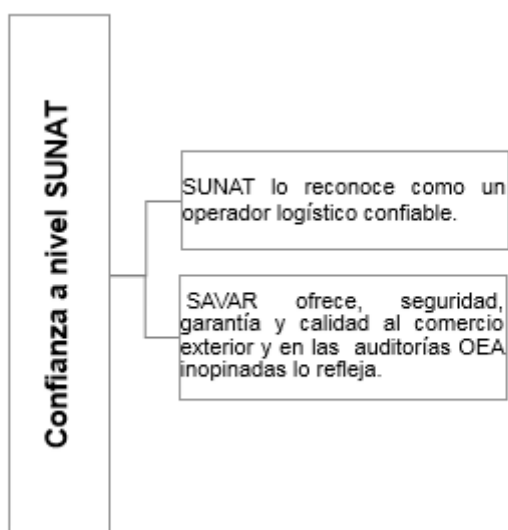 Confianza a nivel SUNAT
SUNAT lo reconoce como un
operador logístico confiable.
SAVAR ofrece, seguridad,
garantía y calidad al comercio
exterior y en las auditorías OEA
inopinadas lo refleja.